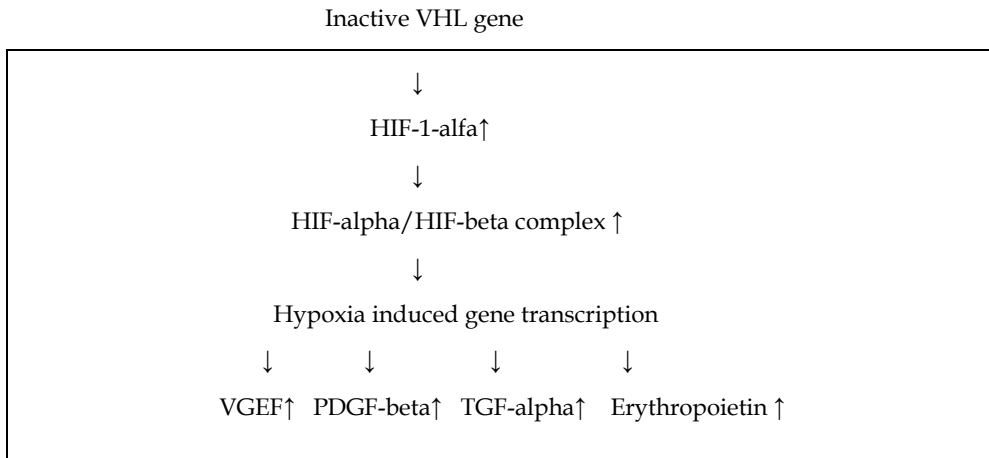 Inactive VHL gene
↓
HIF-1-alfa↑
↓
HIF-alpha/HIF-beta complex ↑
↓
Hypoxia induced gene transcription
↓ ↓ ↓ ↓
VGEF↑ PDGF-beta↑ TGF-alpha↑ Erythropoietin ↑